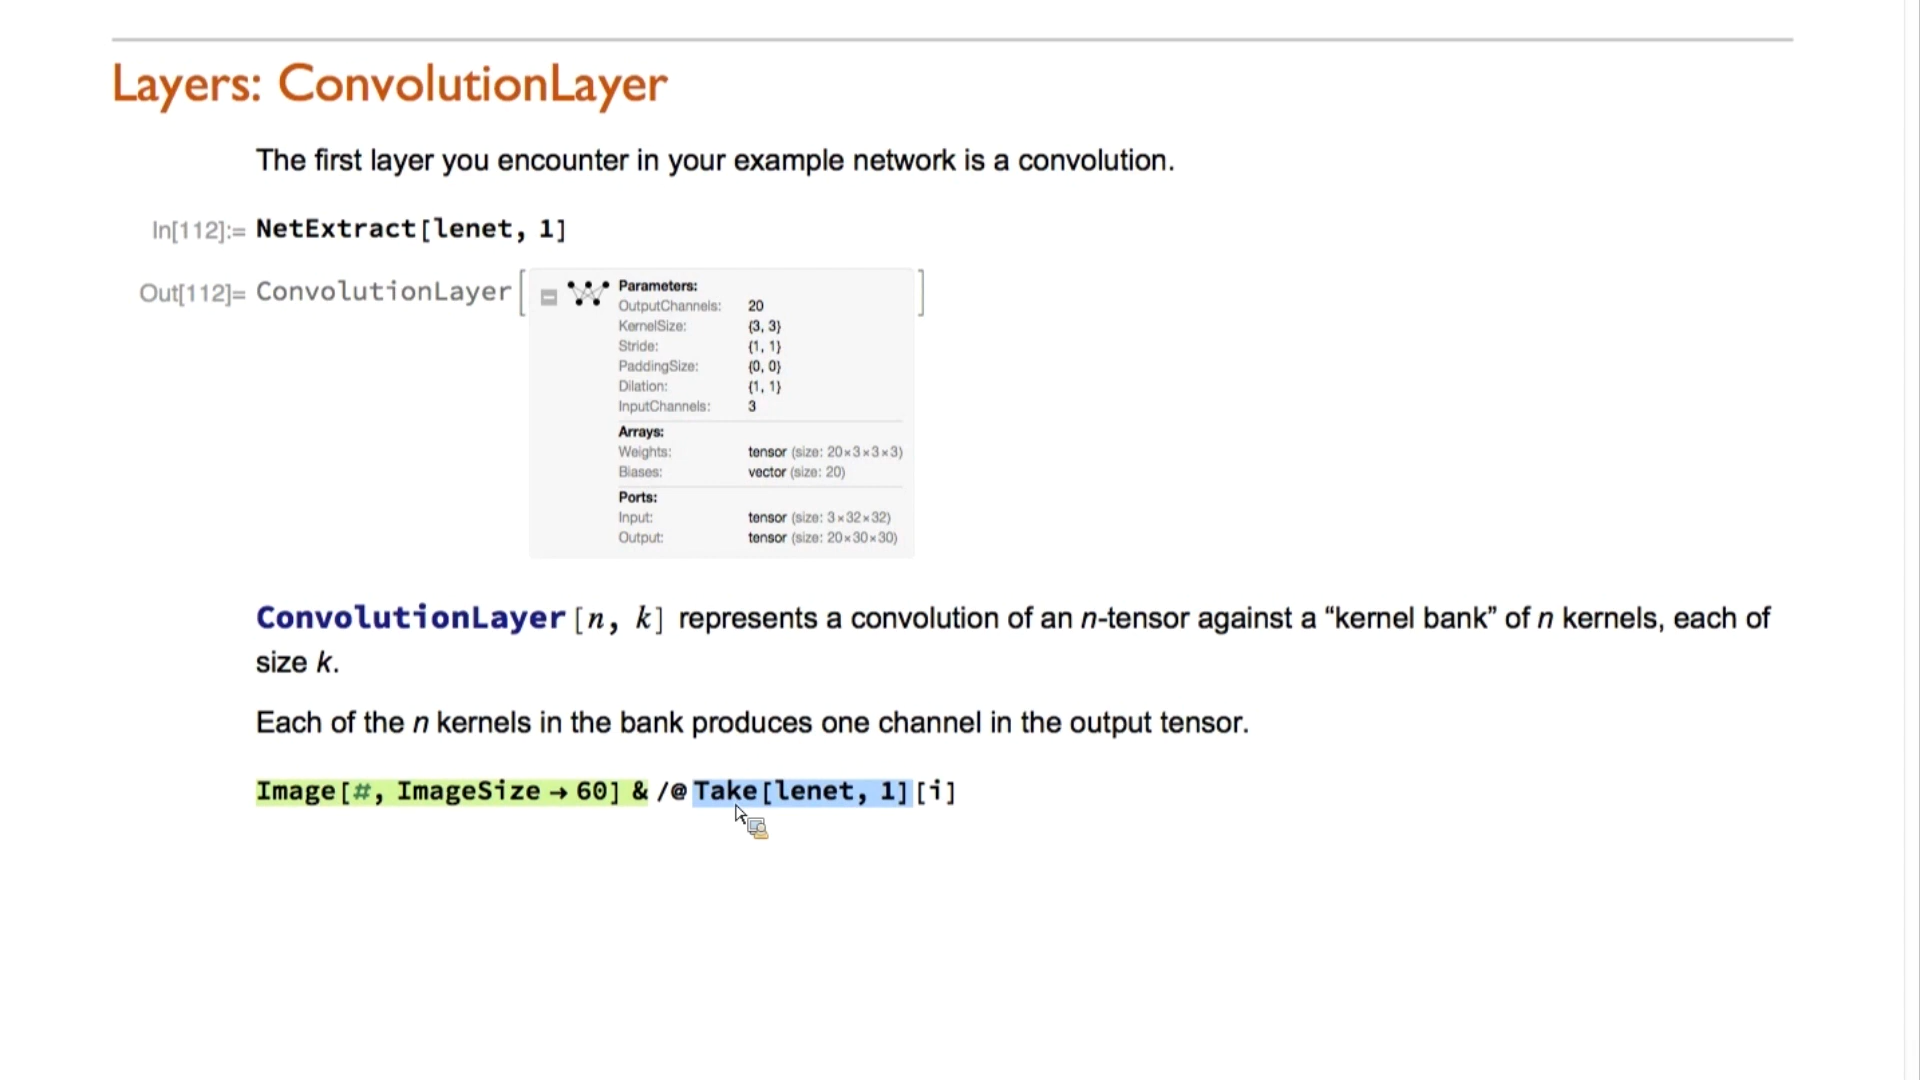 Layers: ConvolutionLayer
The first layer you encounter in your example network is a convolution.
In[112]:= NetExtract[lenet, 1]
Out[112]= ConvolutionLayer[ ]
Parameters:
OutputChannels: 20
KernelSize: {3, 3}
Stride: {1, 1}
PaddingSize: {0, 0}
Dilation: {1, 1}
InputChannels: 3
Arrays:
Weights: tensor (size: 20×3×3×3)
Biases: vector (size: 20)
Ports:
Input: tensor (size: 3×32×32)
Output: tensor (size: 20×30×30)
ConvolutionLayer[n, k] represents a convolution of an n-tensor against a “kernel bank” of n kernels, each of
size k.
Each of the n kernels in the bank produces one channel in the output tensor.
Image[#, ImageSize → 60] & /@ Take[lenet, 1][i]